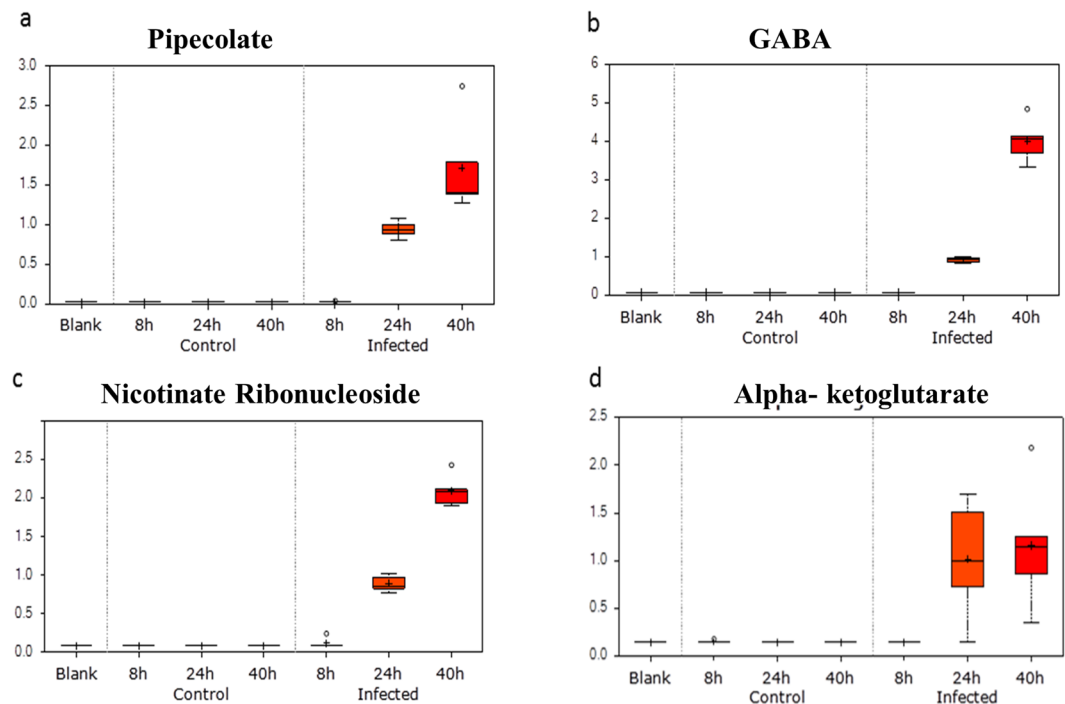 a
Pipecolate
3.0
2.5
2.0
1.5
1.0
0.5
0.0
Blank 8h 24h 40h 8h 24h 40h
Control Infected
b
GABA
6
5
4
3
2
1
0
Blank 8h 24h 40h 8h 24h 40h
Control Infected
c
Nicotinate Ribonucleoside
2.0
2.5
2.0
1.5
1.0
0.5
0.0
Blank 8h 24h 40h 8h 24h 40h
Control Infected
d
Alpha- ketoglutarate
2.5
2.0
1.5
1.0
0.5
0.0
Blank 8h 24h 40h 8h 24h 40h
Control Infected